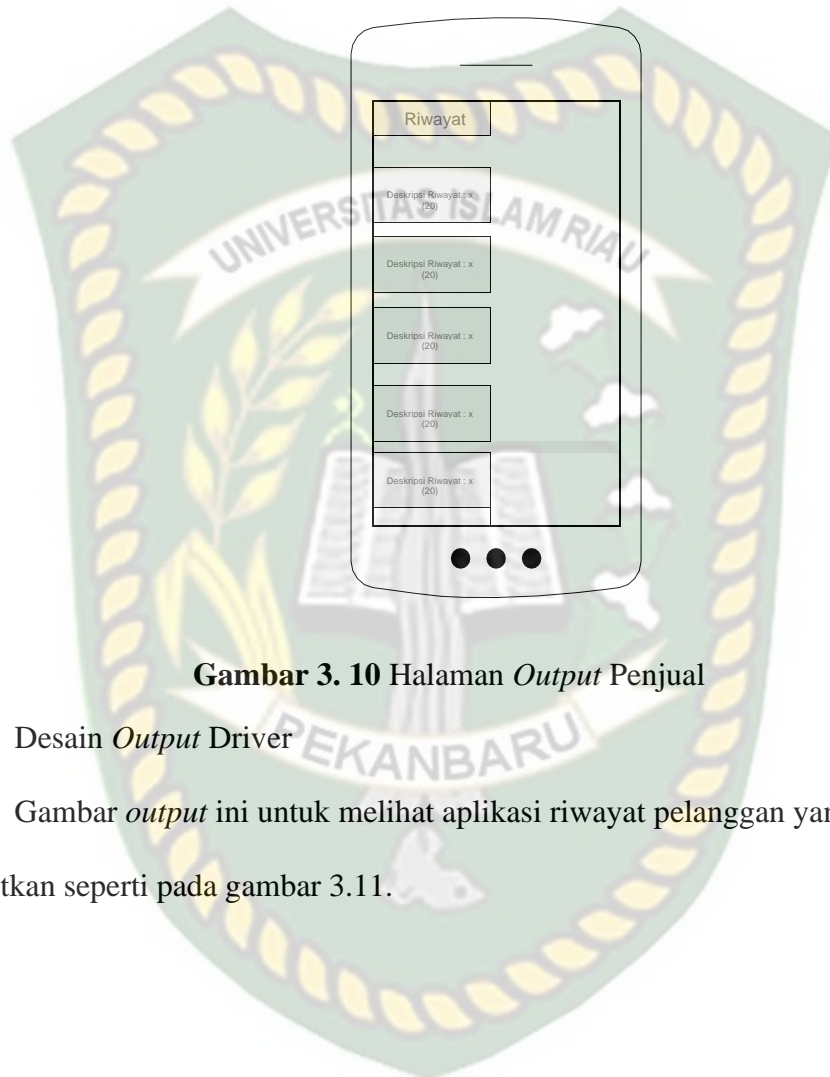 Riwayat
Deskripsi Riwayat : x
(20)
Deskripsi Riwayat : x
(20)
Deskripsi Riwayat : x
(20)
Deskripsi Riwayat : x
(20)
Deskripsi Riwayat : x
(20)
UNIVERSITAS ISLAM RIAU
Gambar 3. 10 Halaman Output Penjual
Desain Output Driver
PEKANBARU
Gambar output ini untuk melihat aplikasi riwayat pelanggan yan
tkan seperti pada gambar 3.11.